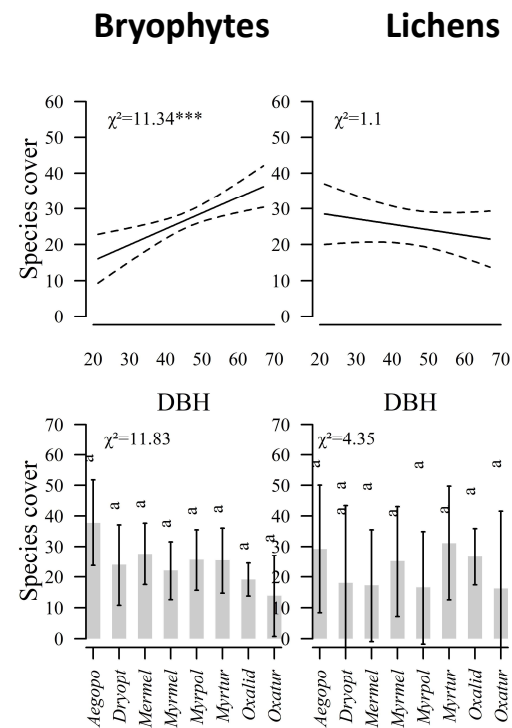 Bryophytes Lichens
60 60
χ²=11.34*** χ²=1.1
50 50
40 40
30 30
20 20
10 10
0 0
Species cover
20 30 40 50 60 70 20 30 40 50 60 70
DBH DBH
70 70
χ²=11.83 χ²=4.35
60 60
50 50
40 40
30 30
20 20
10 10
0 0
Species cover
a a a a a a a a
a a a a a a a a a
Aegopo Dryopt Mermel Myrmel Myrpol Myrtur Oxalid Oxatur
Aegopo Dryopt Mermel Myrmel Myrpol Myrtur Oxalid Oxatur